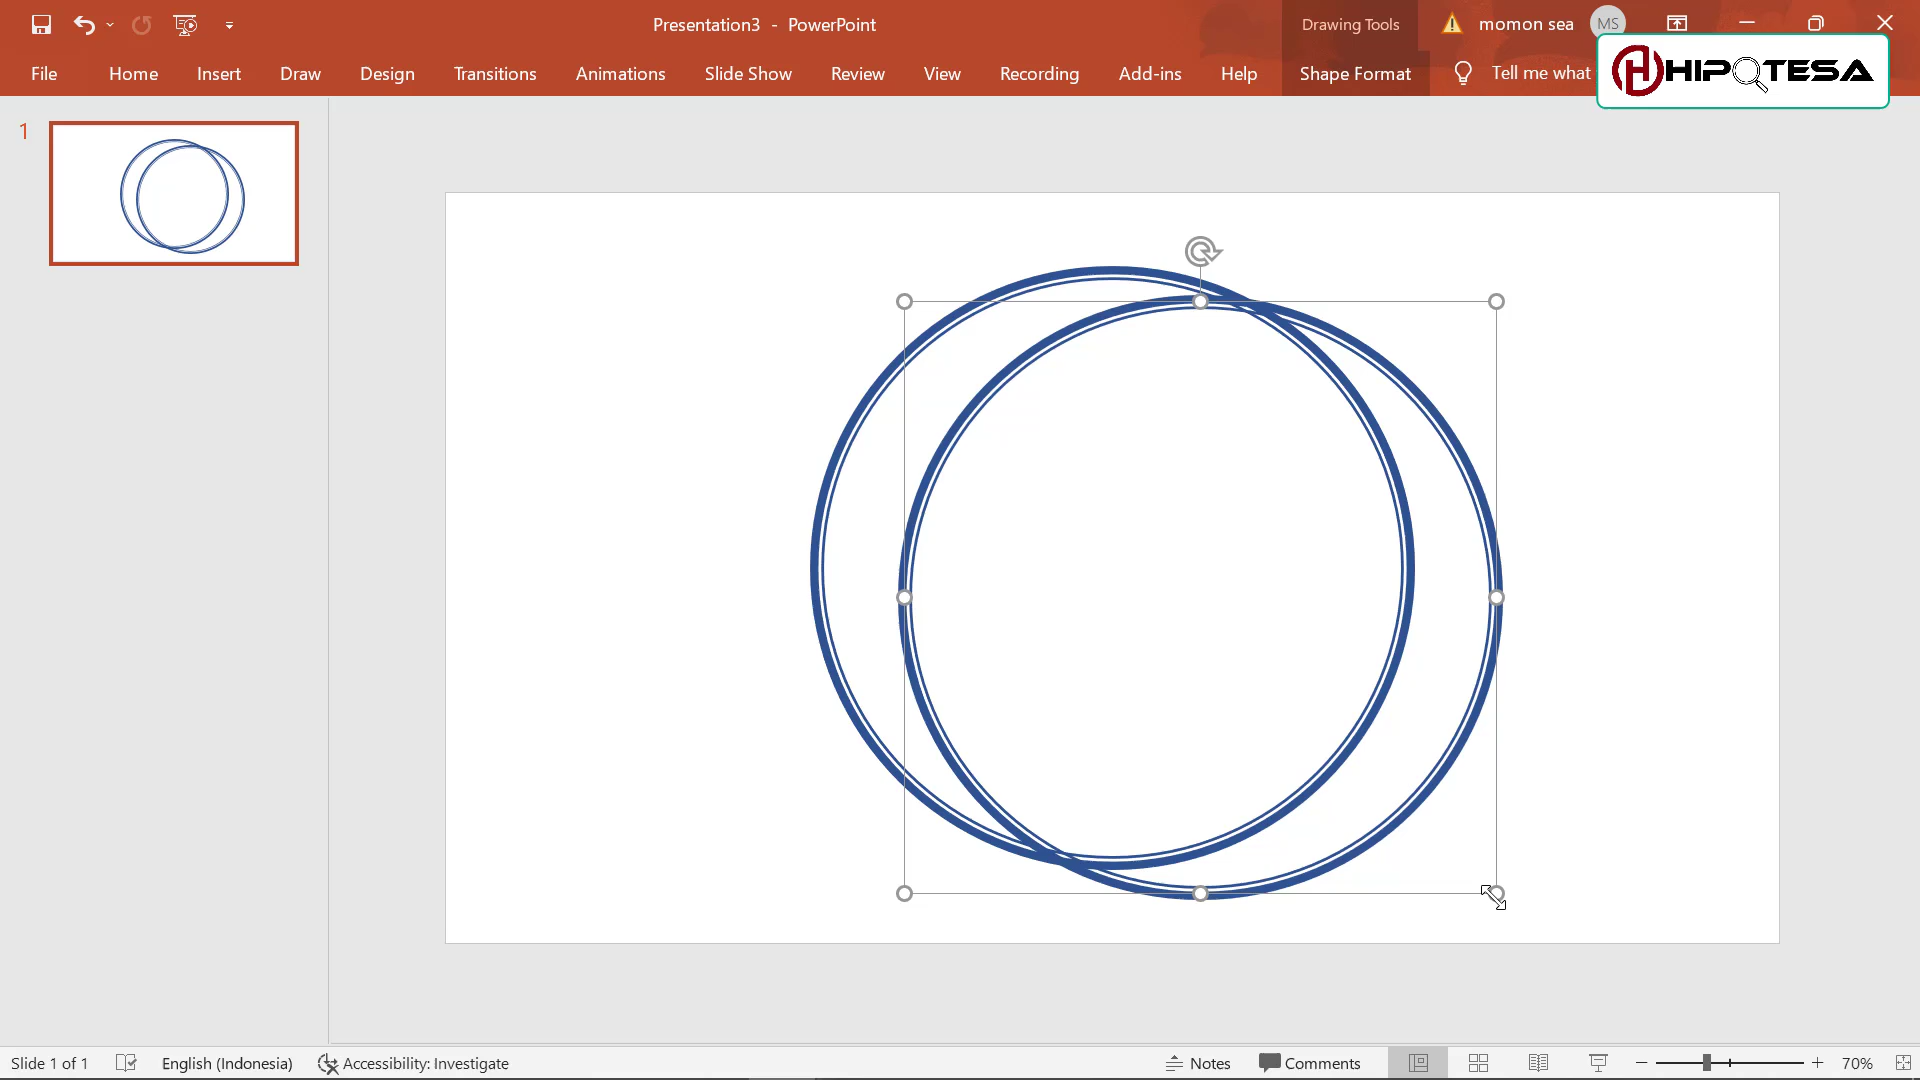 Presentation3 - PowerPoint
Drawing Tools
momon sea
MS
File
Home
Insert
Draw
Design
Transitions
Animations
Slide Show
Review
View
Recording
Add-ins
Help
Shape Format
Tell me what
HIPOTESA
1
Slide 1 of 1
English (Indonesia)
Accessibility: Investigate
Notes
Comments
70%